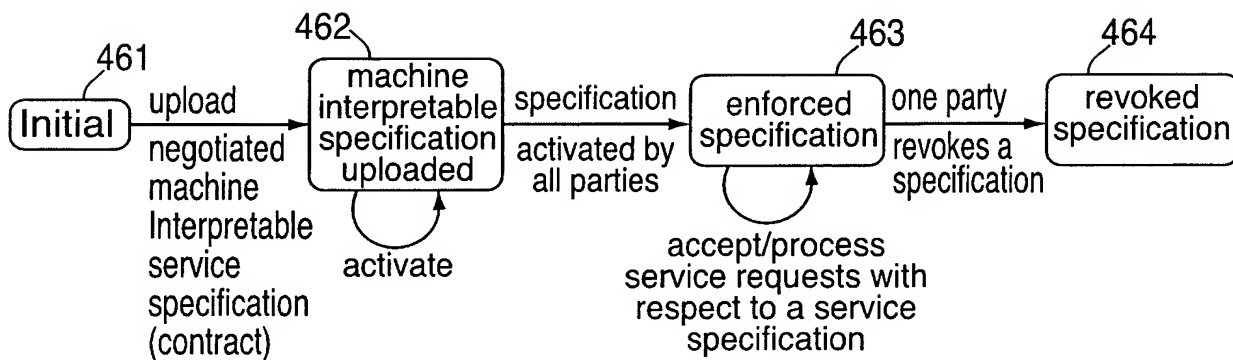 461
Initial
upload
negotiated
machine
Interpretable
service
specification
(contract)
462
machine
interpretable
specification
uploaded
activate
specification
activated by
all parties
463
enforced
specification
accept/process
service requests with
respect to a service
specification
one party
revokes a
specification
464
revoked
specification